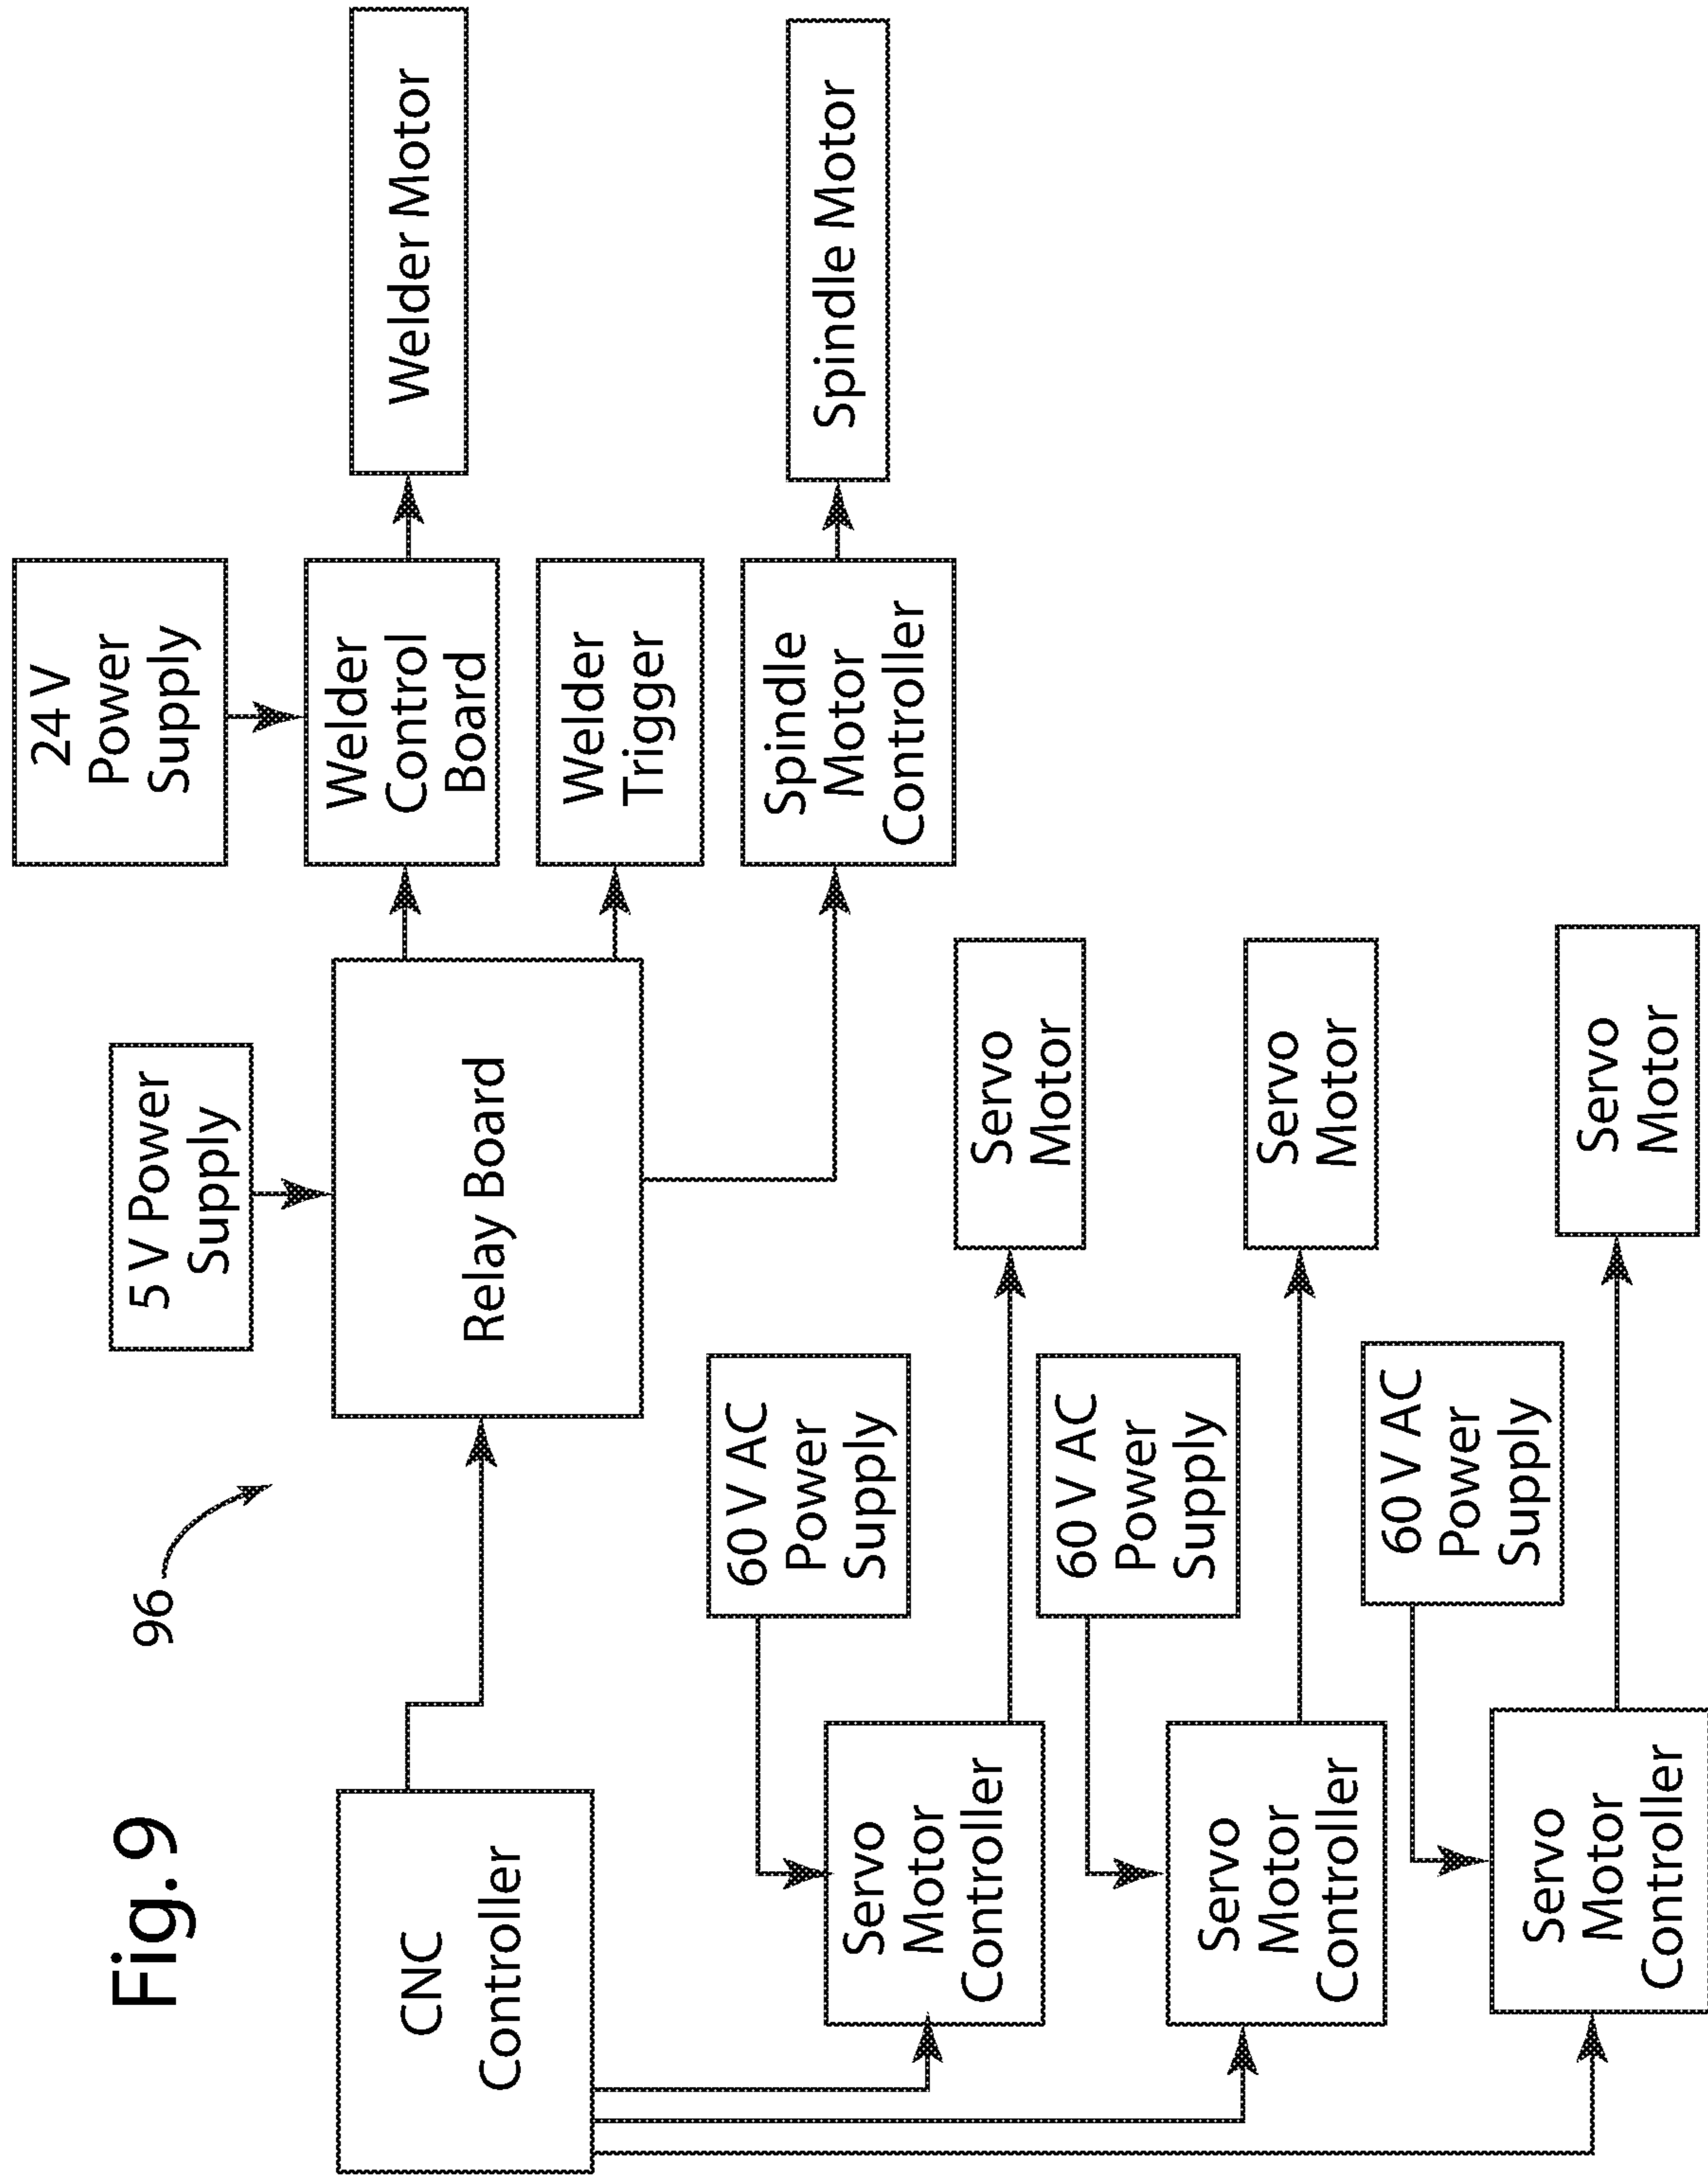 Fig. 9
96
24 V
Power
Supply
5 V Power
Supply
CNC
Controller
Relay Board
Welder
Control
Board
Welder Motor
Welder
Trigger
Spindle
Motor
Controller
Spindle Motor
60 V AC
Power
Supply
Servo
Motor
Controller
Servo
Motor
60 V AC
Power
Supply
Servo
Motor
Controller
Servo
Motor
60 V AC
Power
Supply
Servo
Motor
Controller
Servo
Motor